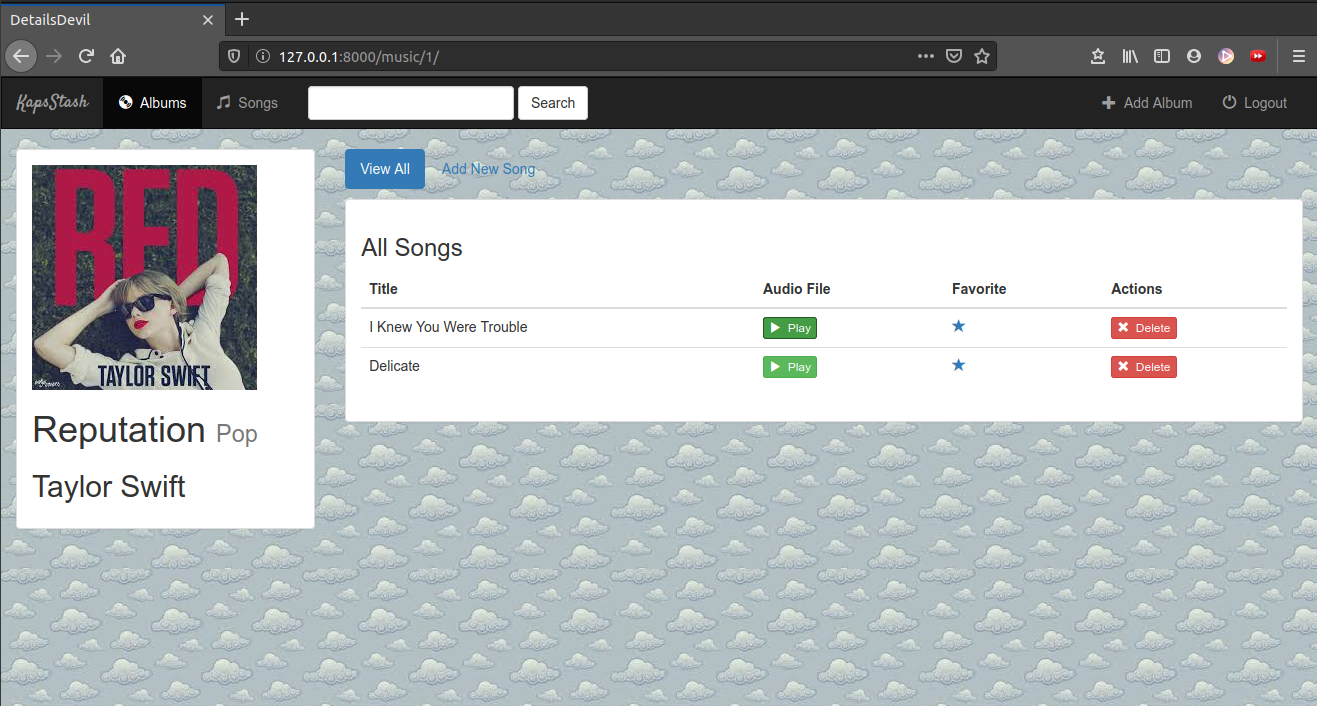 DetailsDevil
127.0.0.1:8000/music/1/
KapsStash Albums Songs Search Add Album Logout
View All Add New Song
RED
TAYLOR SWIFT
Reputation Pop
Taylor Swift
All Songs
Title Audio File Favorite Actions
I Knew You Were Trouble Play Delete
Delicate Play Delete